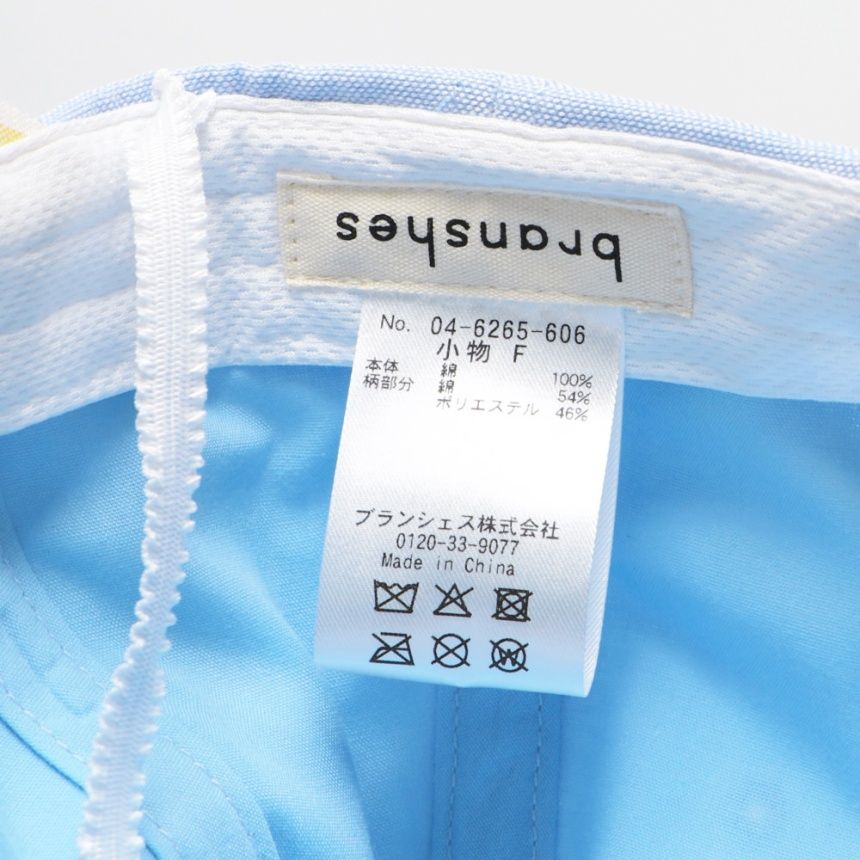 branshes
No. 04-6265-606
小物 F
本体 綿 100%
柄部分 綿 54%
ポリエステル 46%
ブランシェス株式会社
0120-33-9077
Made in China
W